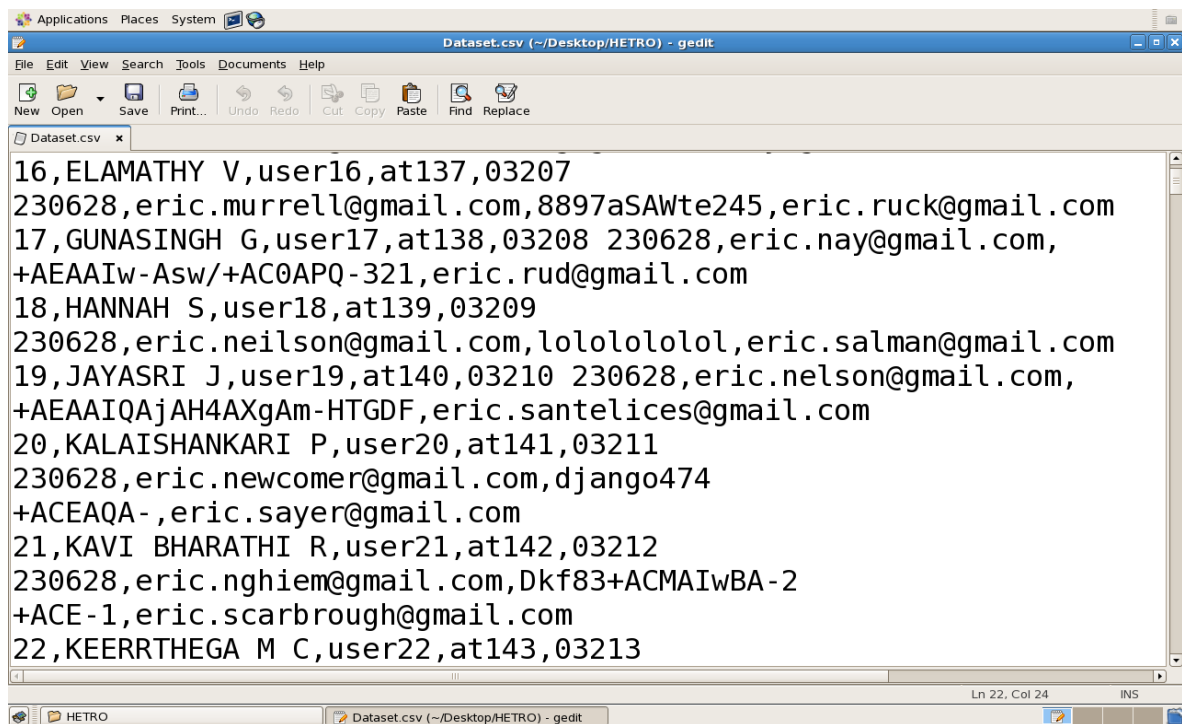 Applications Places System
Dataset.csv (~/Desktop/HETRO) - gedit
File Edit View Search Tools Documents Help
New Open Save Print... Undo Redo Cut Copy Paste Find Replace
Dataset.csv x
16,ELAMATHY V,user16,at137,03207
230628,eric.murrell@gmail.com,8897aSAWte245,eric.ruck@gmail.com
17,GUNASINGH G,user17,at138,03208 230628,eric.nay@gmail.com,
+AEAAIw-Asw/+AC0APQ-321,eric.rud@gmail.com
18,HANNAH S,user18,at139,03209
230628,eric.neilson@gmail.com,lolololololol,eric.salman@gmail.com
19,JAYASRI J,user19,at140,03210 230628,eric.nelson@gmail.com,
+AEAAIQAjAH4AXgAm-HTGDF,eric.santelices@gmail.com
20,KALAISHANKARI P,user20,at141,03211
230628,eric.newcomer@gmail.com,django474
+ACEAQA-,eric.sayer@gmail.com
21,KAVI BHARATHI R,user21,at142,03212
230628,eric.nghiem@gmail.com,Dkf83+ACMAIwBA-2
+ACE-1,eric.scarbrough@gmail.com
22,KEERRTHEGA M C,user22,at143,03213
Ln 22, Col 24 INS
HETRO Dataset.csv (~/Desktop/HETRO) - gedit